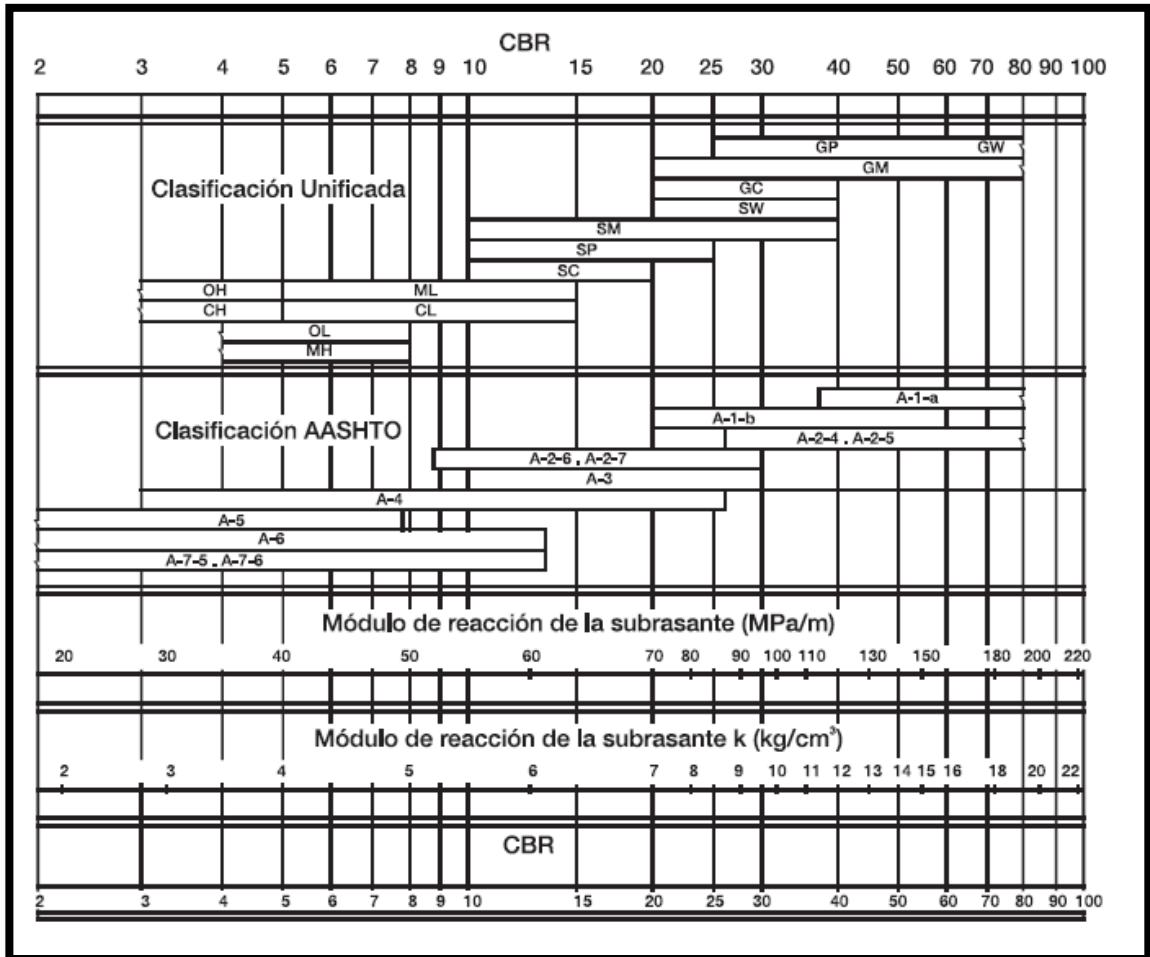 CBR
2 3 4 5 6 7 8 9 10 15 20 25 30 40 50 60 70 80 90 100
GP GW
Clasificación Unificada GM
GC
SW
SM
SP
SC
OH ML
CH CL
OL
MH
A-1-a
Clasificación AASHTO A-1-b
A-2-4 . A-2-5
A-2-6 . A-2-7
A-3
A-4
A-5
A-6
A-7-5 . A-7-6
Módulo de reacción de la subrasante (MPa/m)
20 30 40 50 60 70 80 90 100 110 130 150 180 200 220
Módulo de reacción de la subrasante k (kg/cm³)
2 3 4 5 6 7 8 9 10 11 12 13 14 15 16 18 20 22
CBR
2 3 4 5 6 7 8 9 10 15 20 25 30 40 50 60 70 80 90 100